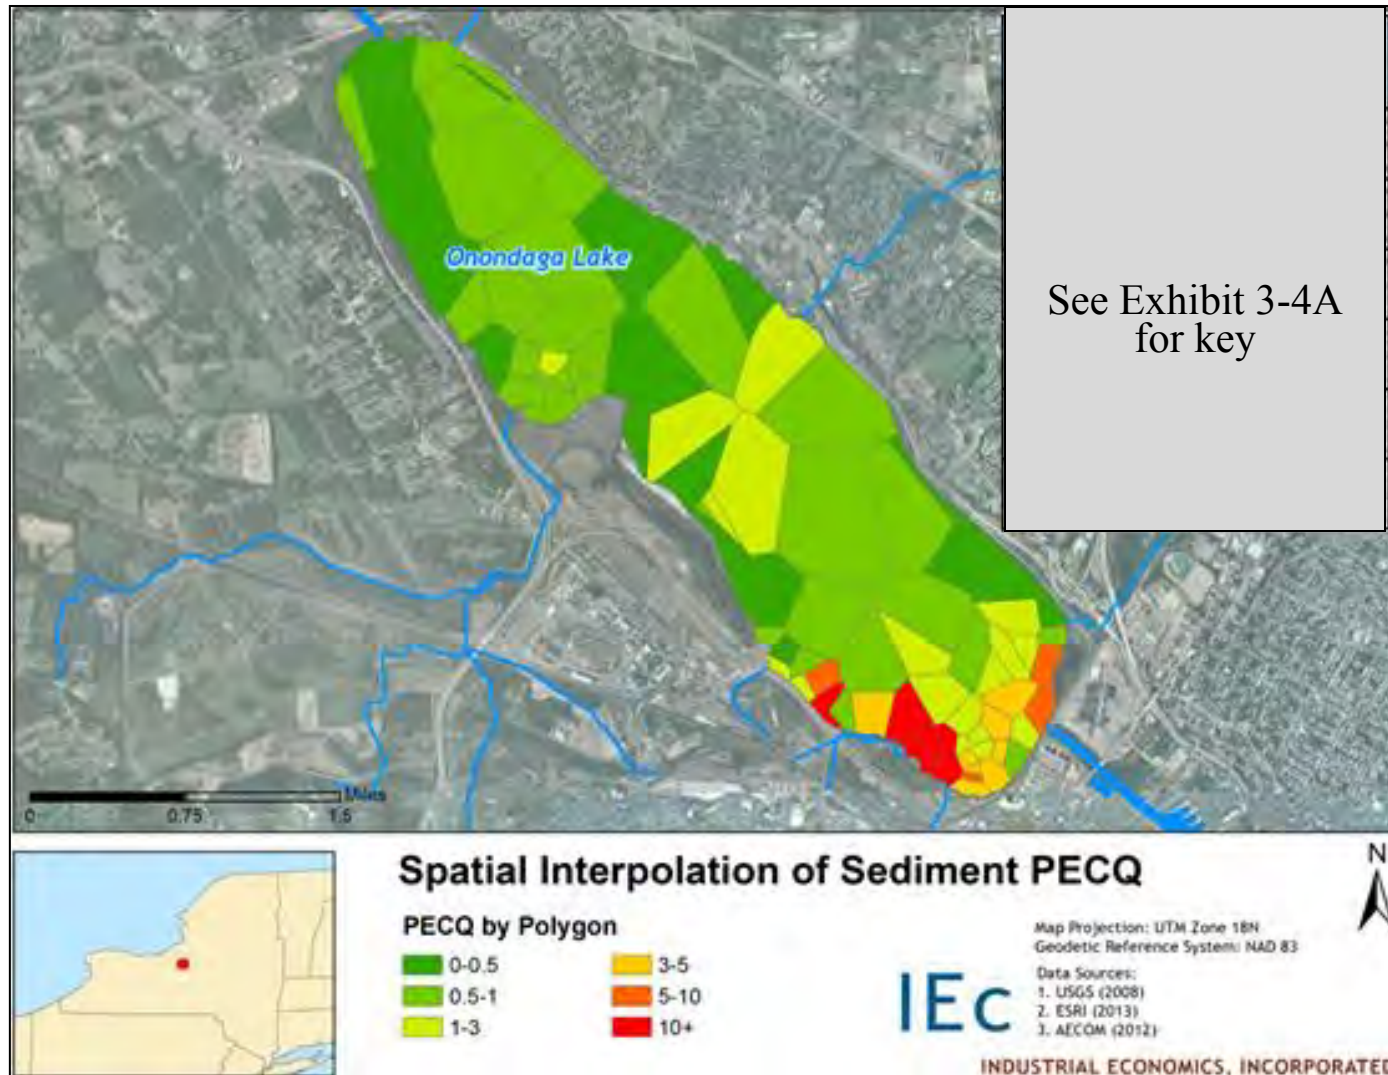 See Exhibit 3-4A
for key
Onondaga Lake
Miles
0 0.75 1.5
Spatial Interpolation of Sediment PECQ
N
PECQ by Polygon
0-0.5
0.5-1
1-3
3-5
5-10
10+
Map Projection: UTM Zone 18N
Geodetic Reference System: NAD 83
Data Sources:
1. USGS (2008)
2. ESRI (2013)
3. AECOM (2012)
IEc
INDUSTRIAL ECONOMICS, INCORPORATED